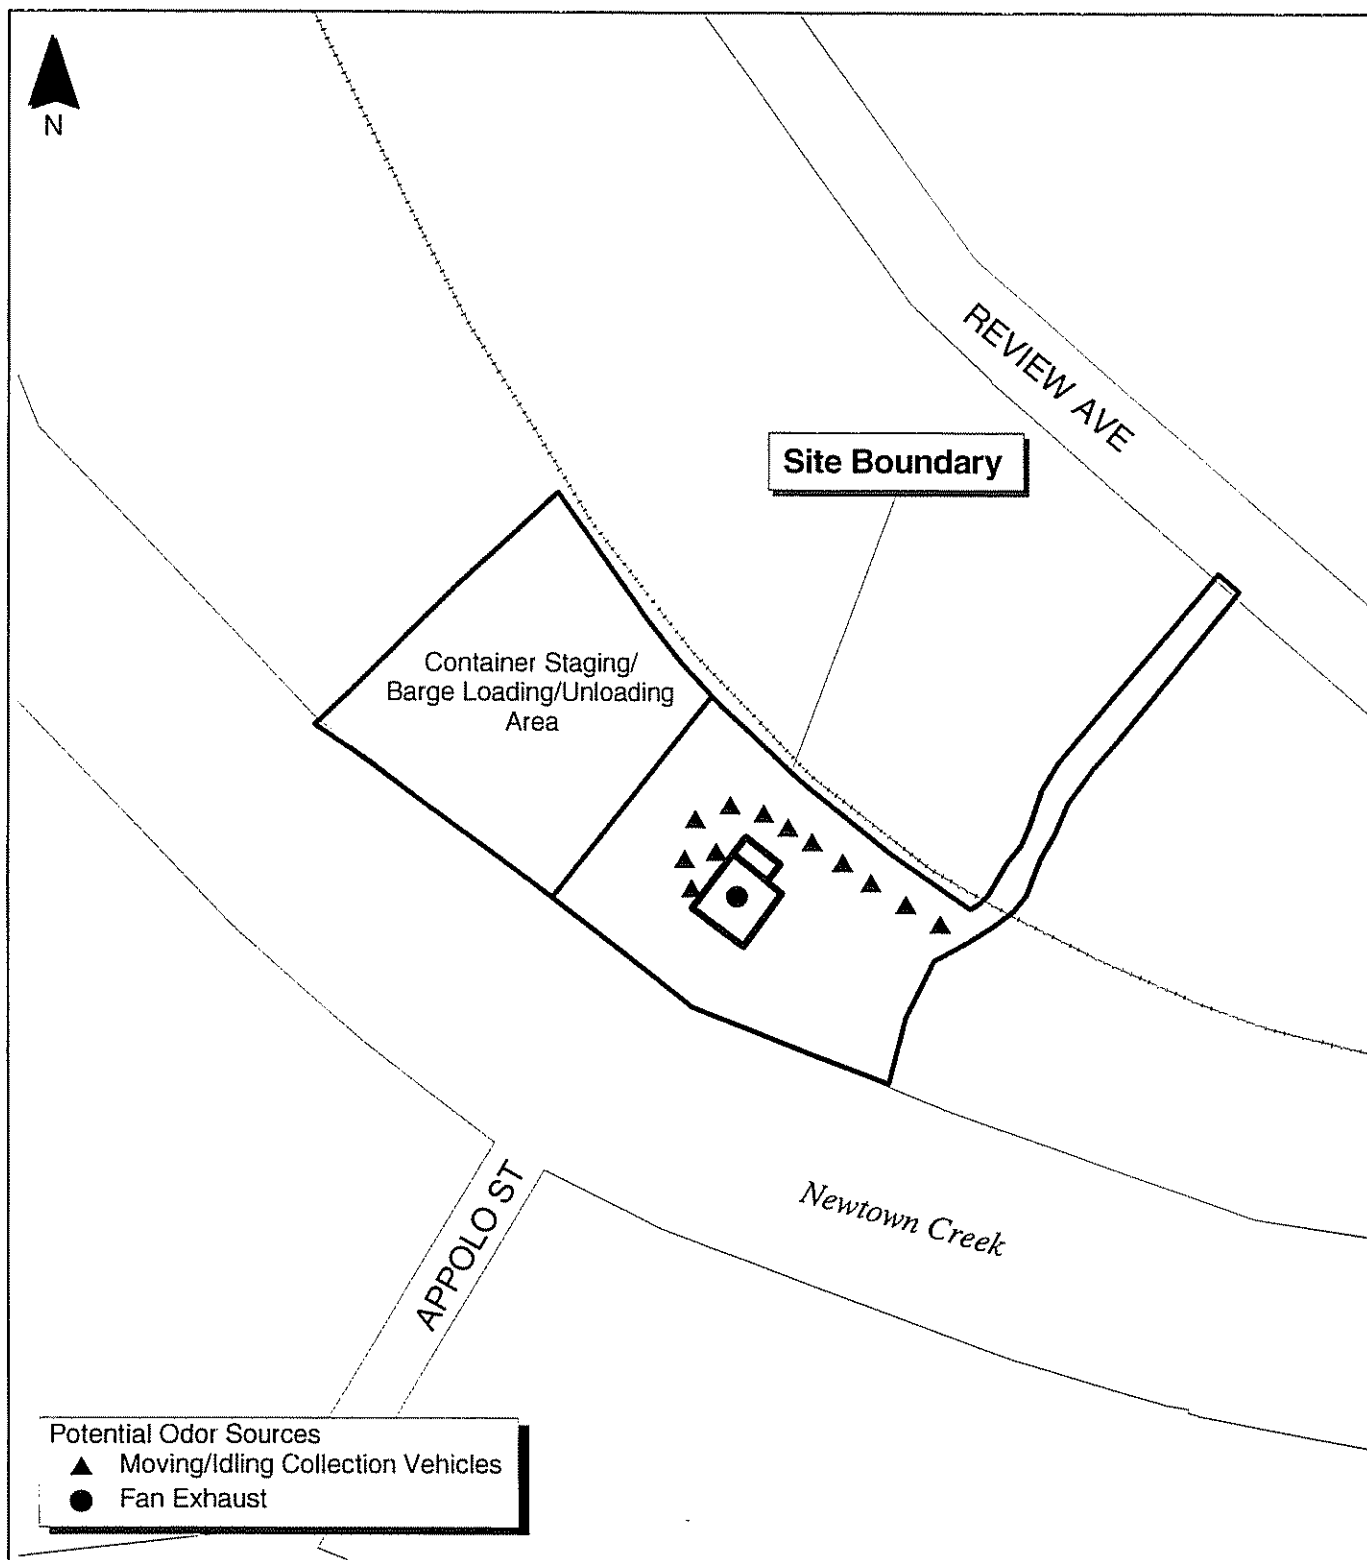 N
REVIEW AVE
Site Boundary
Container Staging/
Barge Loading/Unloading
Area
Newtown Creek
APPOLO ST
Potential Odor Sources
Moving/Idling Collection Vehicles
Fan Exhaust